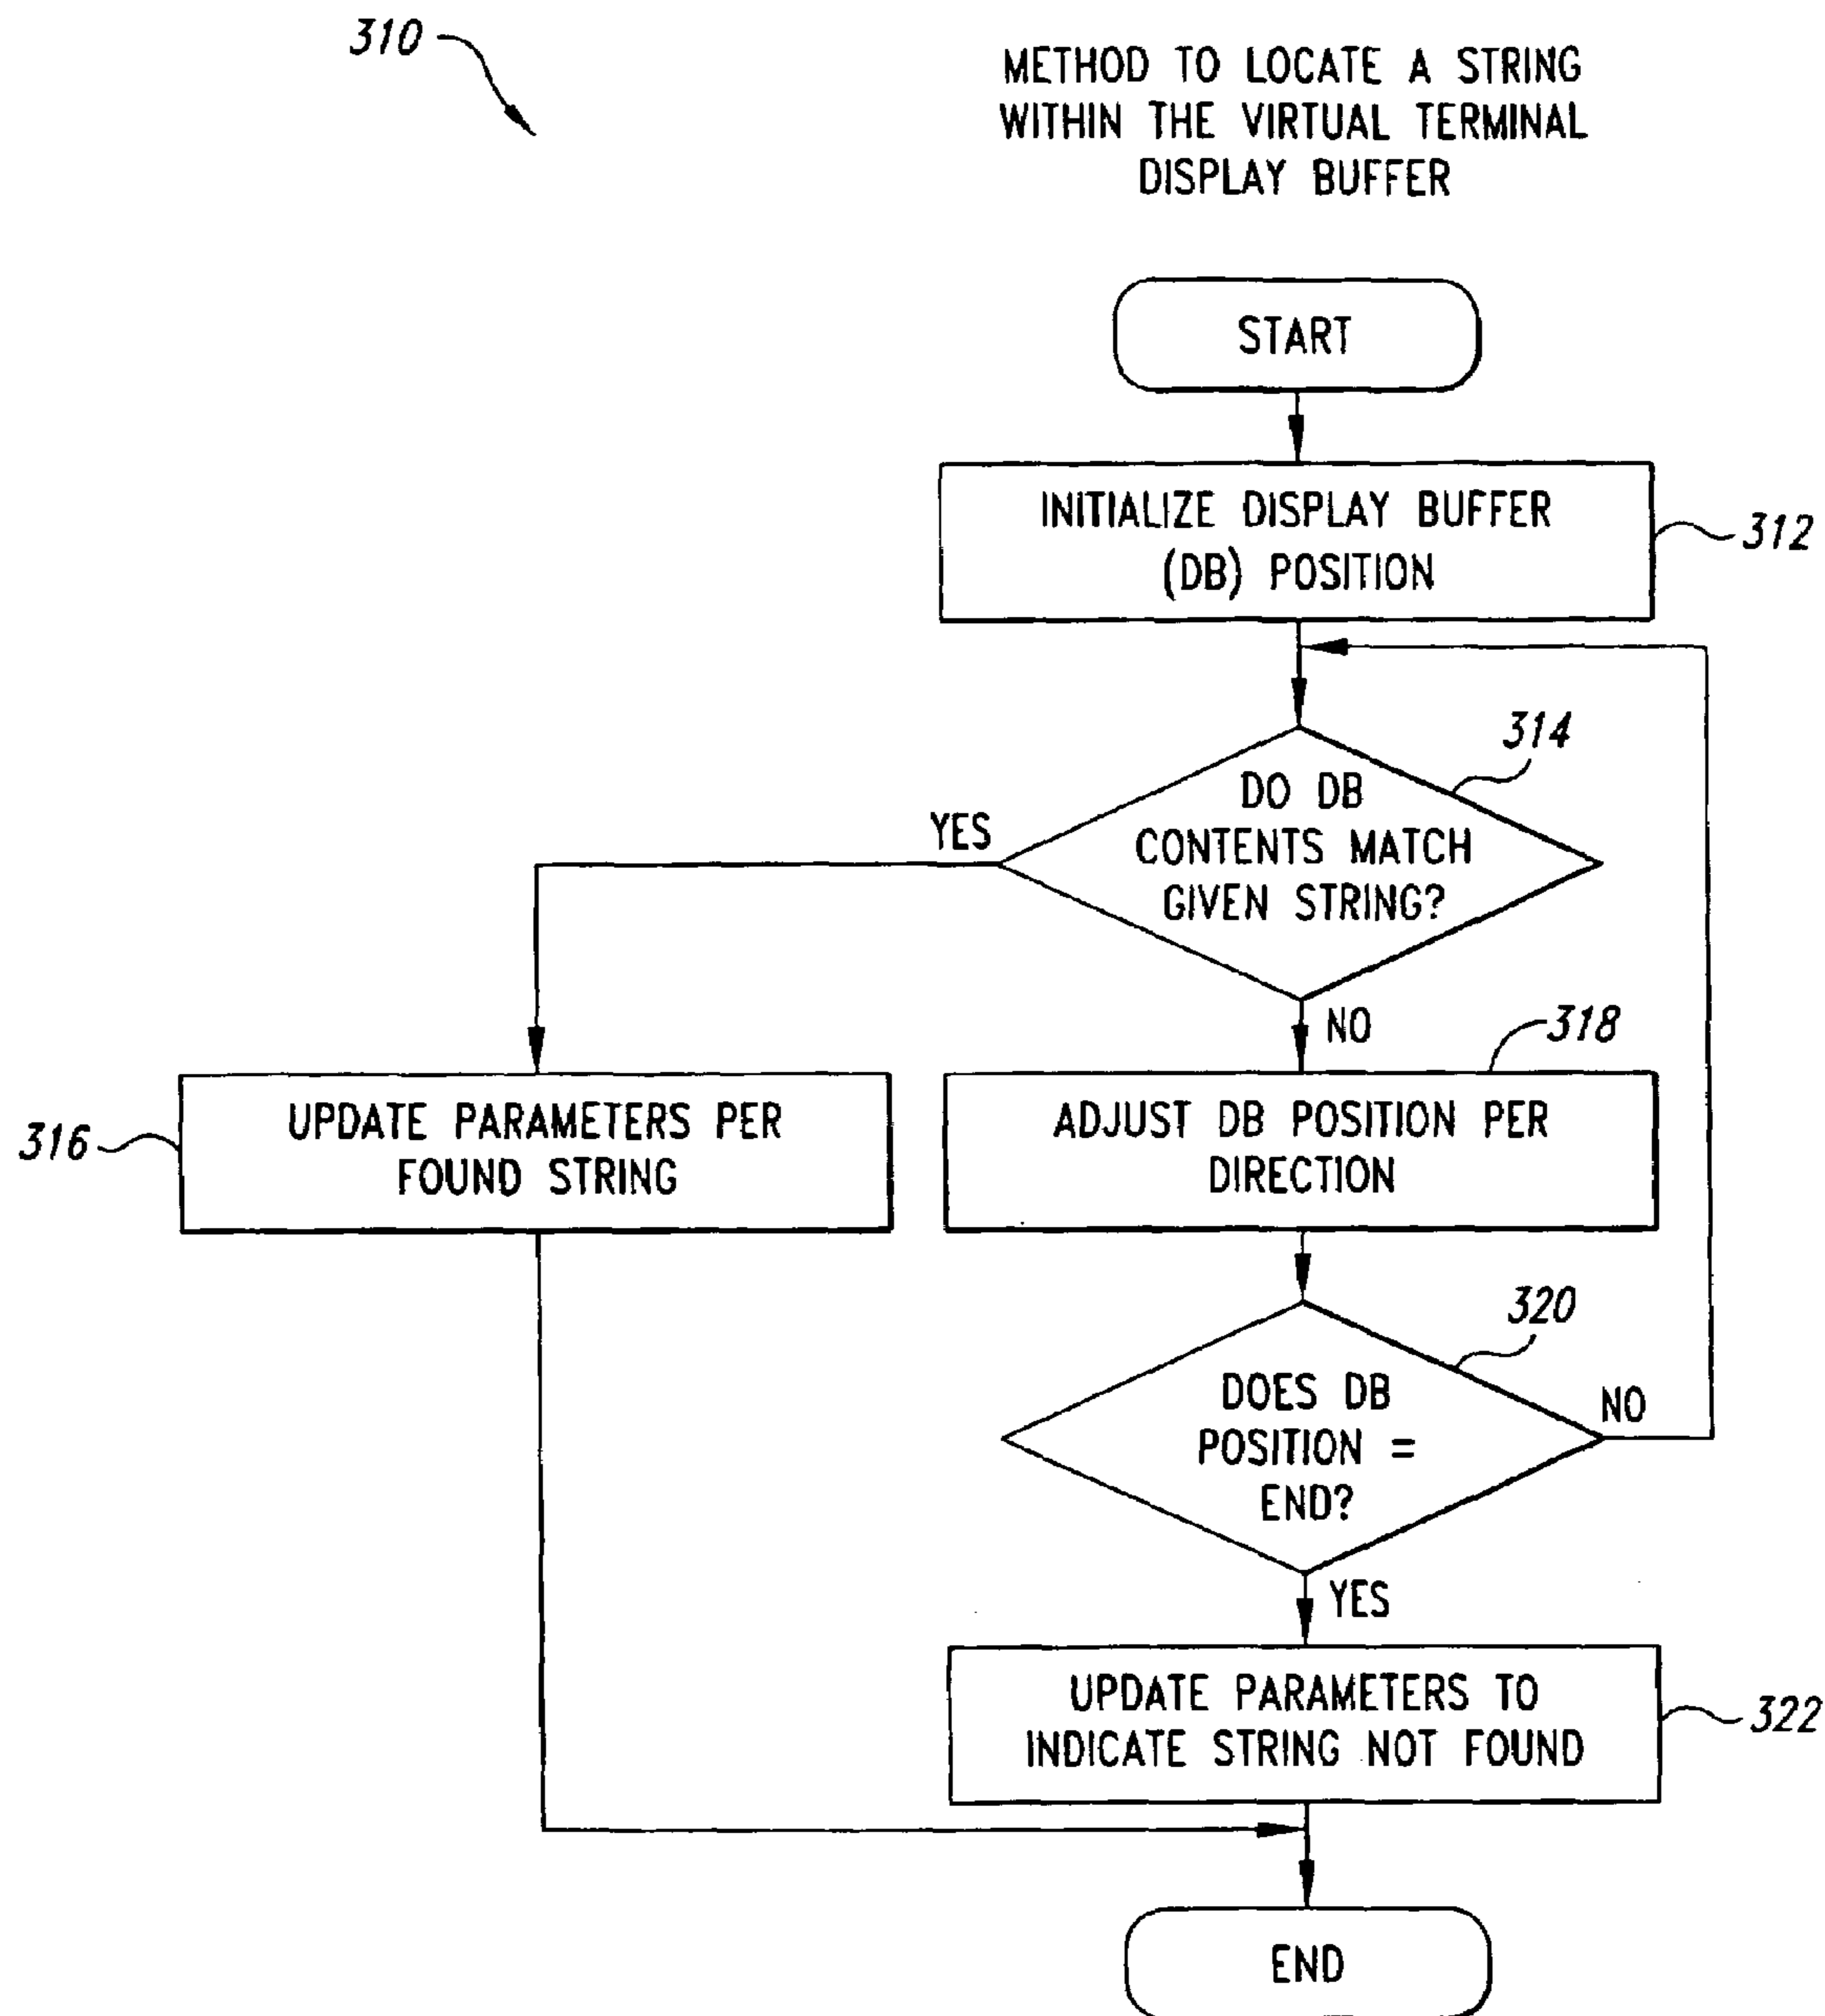 310
METHOD TO LOCATE A STRING
WITHIN THE VIRTUAL TERMINAL
DISPLAY BUFFER
START
INITIALIZE DISPLAY BUFFER
(DB) POSITION
312
314
DO DB
CONTENTS MATCH
GIVEN STRING?
YES
NO
318
316
UPDATE PARAMETERS PER
FOUND STRING
ADJUST DB POSITION PER
DIRECTION
320
DOES DB
POSITION =
END?
NO
YES
UPDATE PARAMETERS TO
INDICATE STRING NOT FOUND
322
END